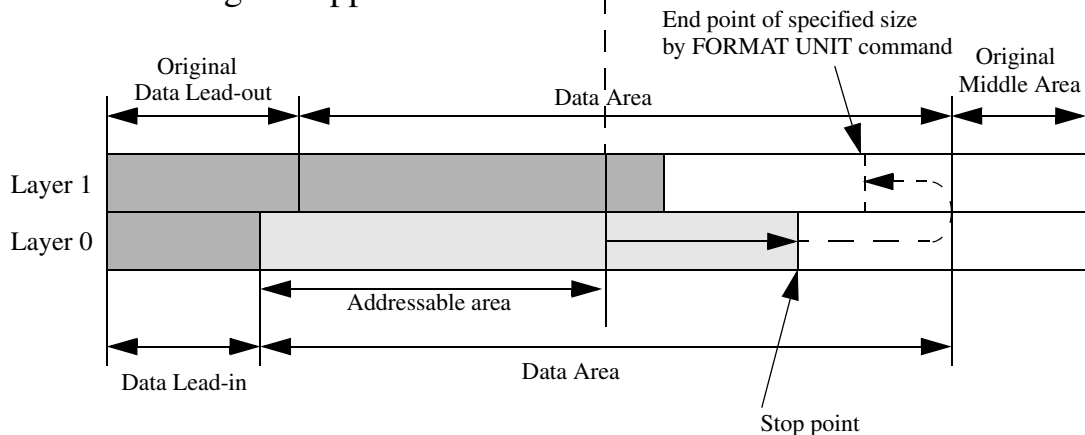 End point of specified size
by FORMAT UNIT command
Original
Data Lead-out
Data Area
Original
Middle Area
Layer 1
Layer 0
Addressable area
Data Lead-in
Data Area
Stop point